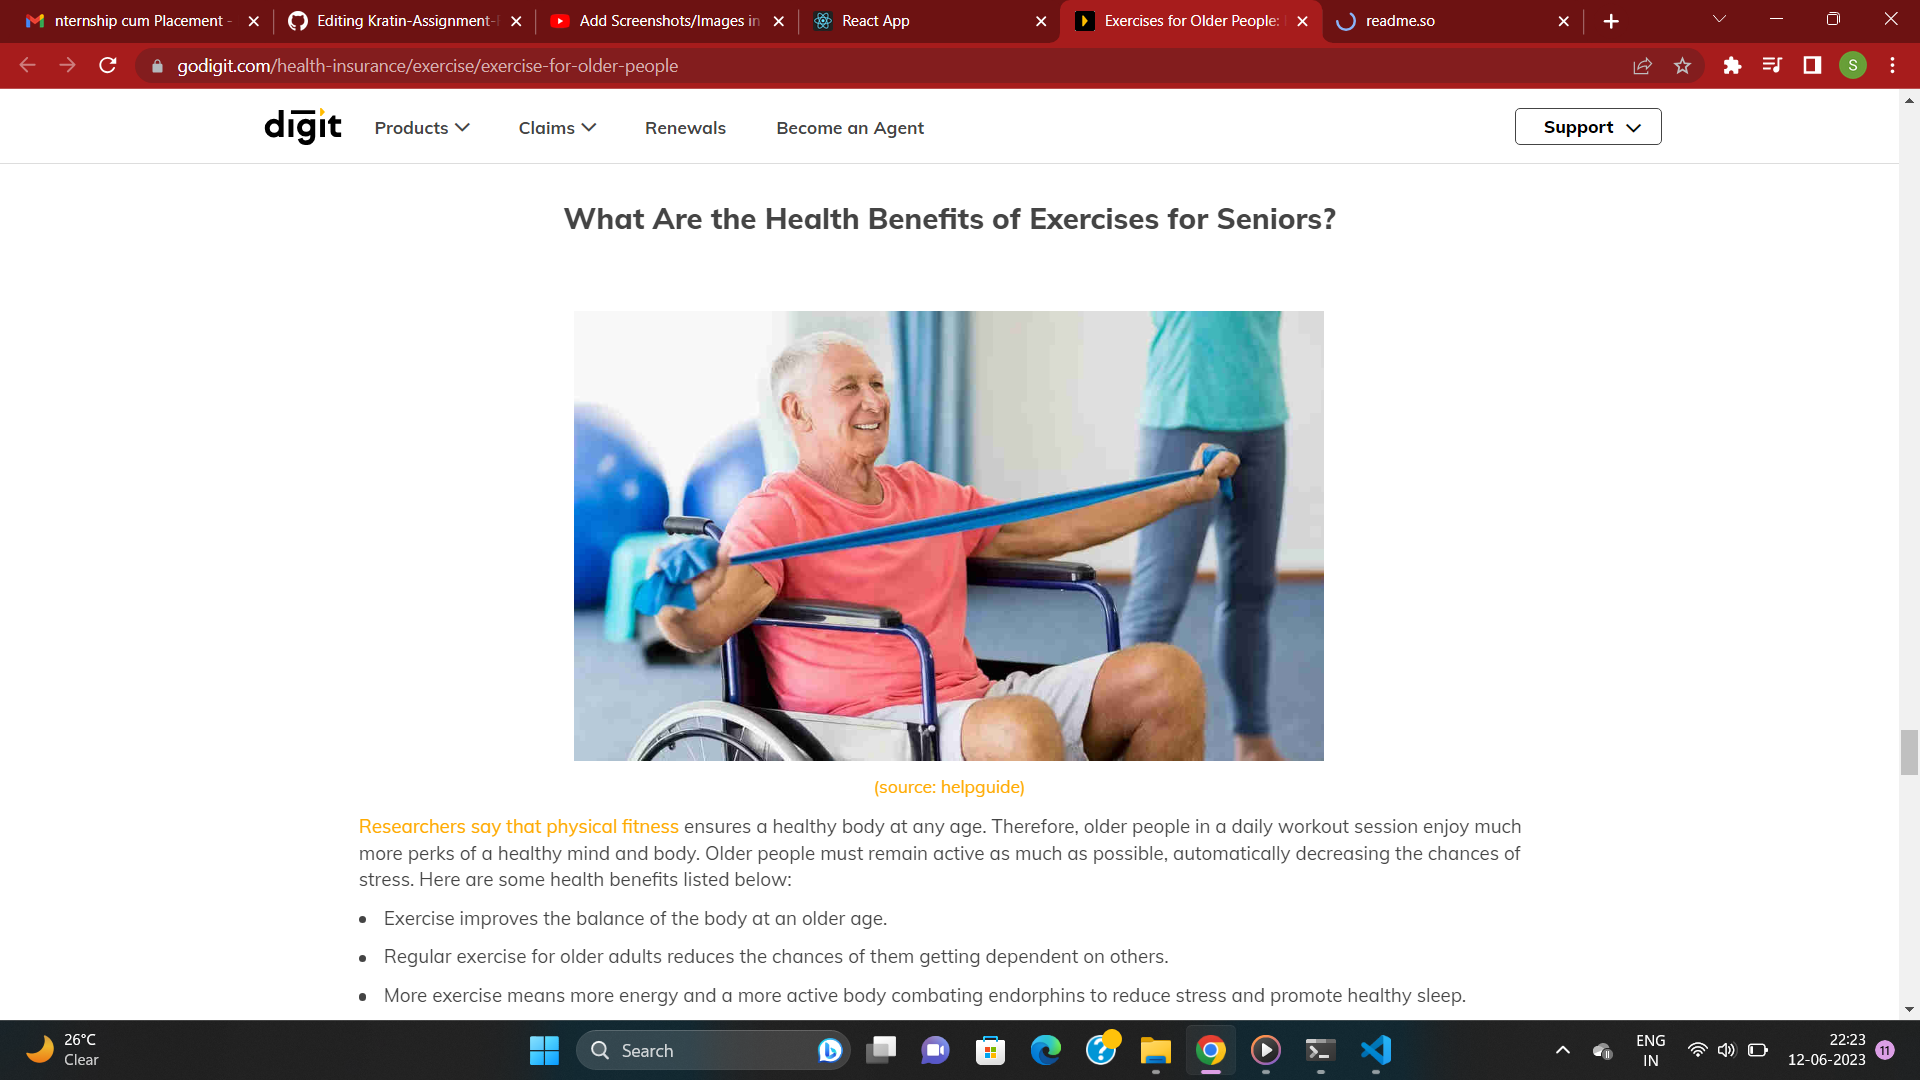 nternship cum Placement -
Editing Kratin-Assignment-
Add Screenshots/Images in
React App
Exercises for Older People:
readme.so
godigit.com/health-insurance/exercise/exercise-for-older-people
S
digit
Products
Claims
Renewals
Become an Agent
Support
What Are the Health Benefits of Exercises for Seniors?
(source: helpguide)
Researchers say that physical fitness ensures a healthy body at any age. Therefore, older people in a daily workout session enjoy much
more perks of a healthy mind and body. Older people must remain active as much as possible, automatically decreasing the chances of
stress. Here are some health benefits listed below:
• Exercise improves the balance of the body at an older age.
• Regular exercise for older adults reduces the chances of them getting dependent on others.
• More exercise means more energy and a more active body combating endorphins to reduce stress and promote healthy sleep.
26°C
Clear
Search
ENG
IN
22:23
12-06-2023
11